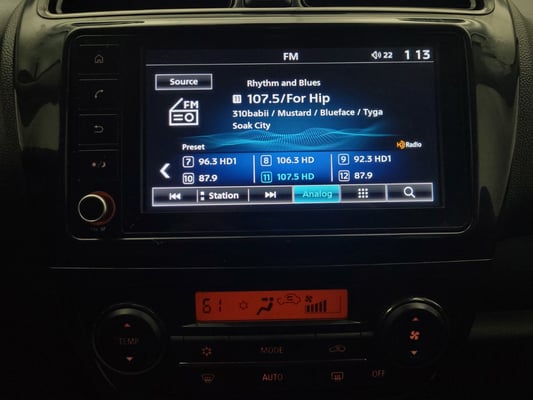 FM
22
1 13
Source
Rhythm and Blues
FM
11 107.5/For Hip
310babii / Mustard / Blueface / Tyga
Soak City
Preset
HD Radio
7 96.3 HD1
8 106.3 HD
9 92.3 HD1
10 87.9
11 107.5 HD
12 87.9
Station
Analog
61
TEMP
MODE
AUTO
OFF